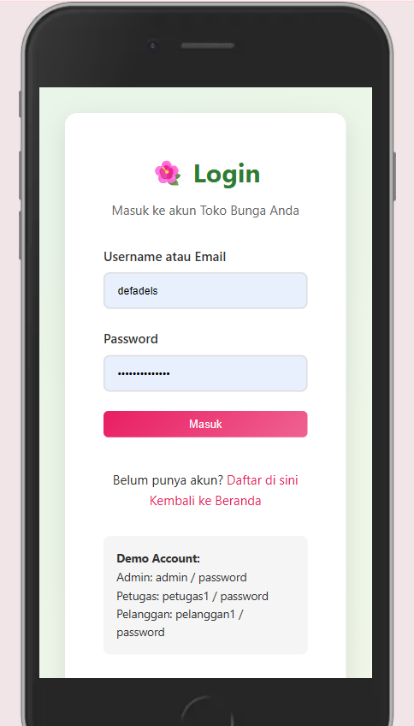 Login
Masuk ke akun Toko Bunga Anda
Username atau Email
defadels
Password
••••••••••••••
Masuk
Belum punya akun? Daftar di sini
Kembali ke Beranda
Demo Account:
Admin: admin / password
Petugas: petugas1 / password
Pelanggan: pelanggan1 /
password